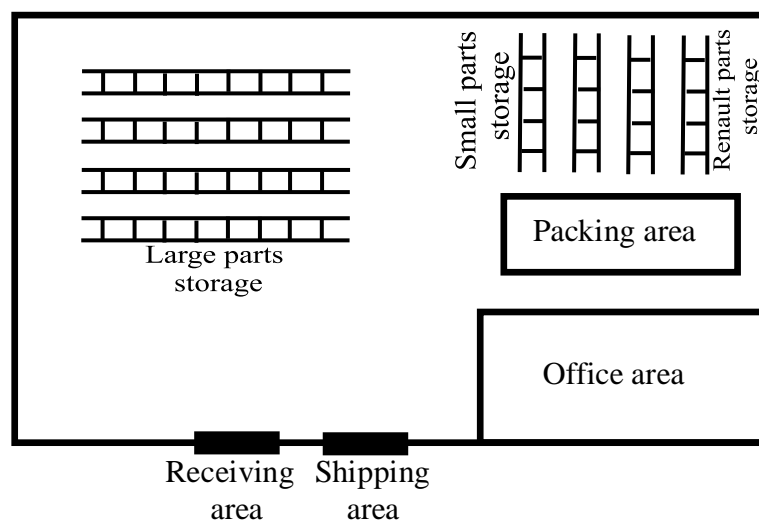 Small parts
storage
Renault parts
storage
Packing area
Large parts
storage
Office area
Receiving
area
Shipping
area